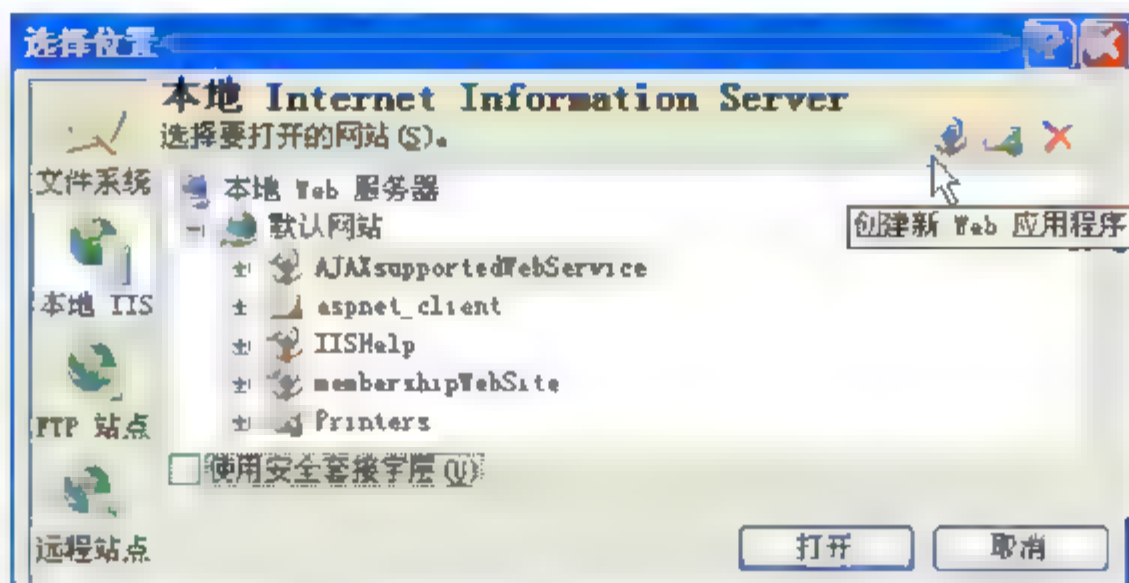 选择位置
本地 Internet Information Server
选择要打开的网站(S)。
文件系统
本地 Web 服务器
默认网站
创建新 Web 应用程序
AJAXsupportedWebService
本地 IIS
aspnet_client
IISHelp
membershipWebSite
FTP 站点
Printers
使用安全套接字层(U)
远程站点
打开
取消